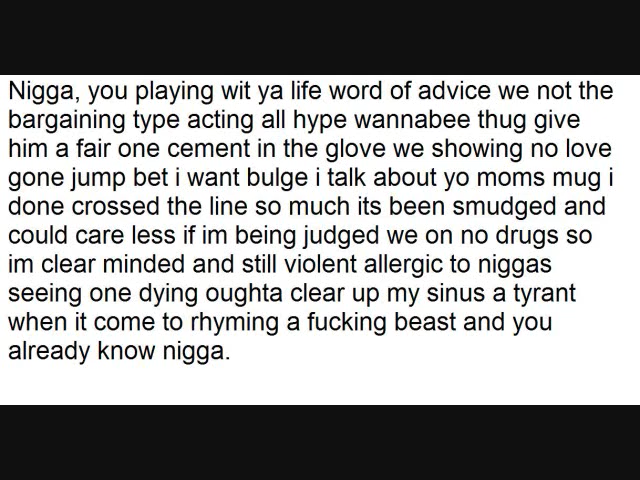 Nigga, you playing wit ya life word of advice we not the
bargaining type acting all hype wannabee thug give
him a fair one cement in the glove we showing no love
gone jump bet i want bulge i talk about yo moms mug i
done crossed the line so much its been smudged and
could care less if im being judged we on no drugs so
im clear minded and still violent allergic to niggas
seeing one dying oughta clear up my sinus a tyrant
when it come to rhyming a fucking beast and you
already know nigga.